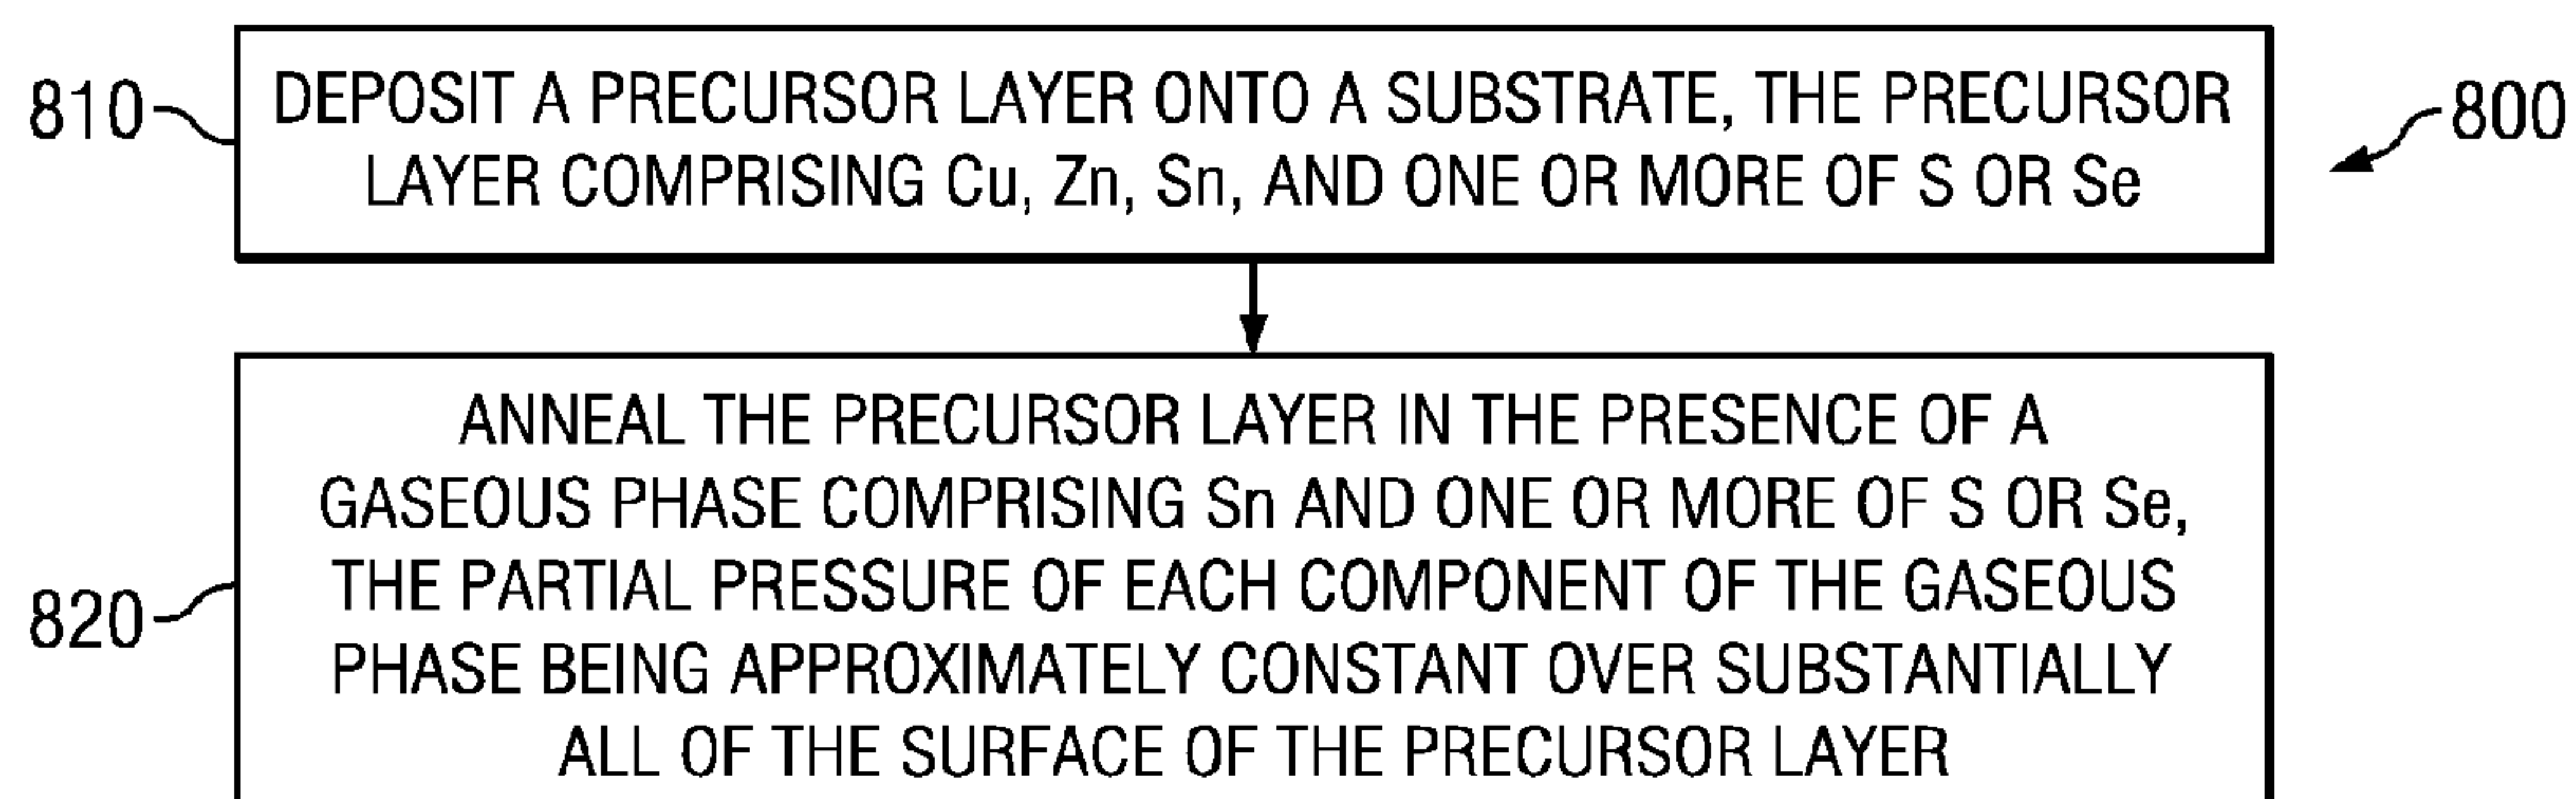 810
DEPOSIT A PRECURSOR LAYER ONTO A SUBSTRATE, THE PRECURSOR
LAYER COMPRISING Cu, Zn, Sn, AND ONE OR MORE OF S OR Se
800
820
ANNEAL THE PRECURSOR LAYER IN THE PRESENCE OF A
GASEOUS PHASE COMPRISING Sn AND ONE OR MORE OF S OR Se,
THE PARTIAL PRESSURE OF EACH COMPONENT OF THE GASEOUS
PHASE BEING APPROXIMATELY CONSTANT OVER SUBSTANTIALLY
ALL OF THE SURFACE OF THE PRECURSOR LAYER